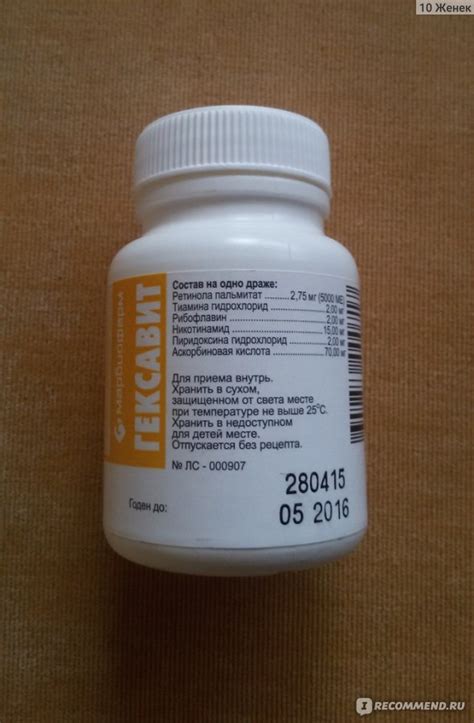 10 Женек
Марбиофарм
ГЕКСАВИТ
Состав на одно драже:
Ретинола пальмитат ............ 2,75 мг (5000 МЕ)
Тиамина гидрохлорид .................... 2,00 мг
Рибофлавин .................... 2,00 мг
Никотинамид .................... 15,00 мг
Пиридоксина гидрохлорид .......... 2,00 мг
Аскорбиновая кислота .............. 70,00 мг
Для приема внутрь.
Хранить в сухом,
защищенном от света месте
при температуре не выше 25°С.
Хранить в недоступном
для детей месте.
Отпускается без рецепта.
№ ЛС - 000907
280415
Годен до:
05 2016
I RECOMMEND.RU